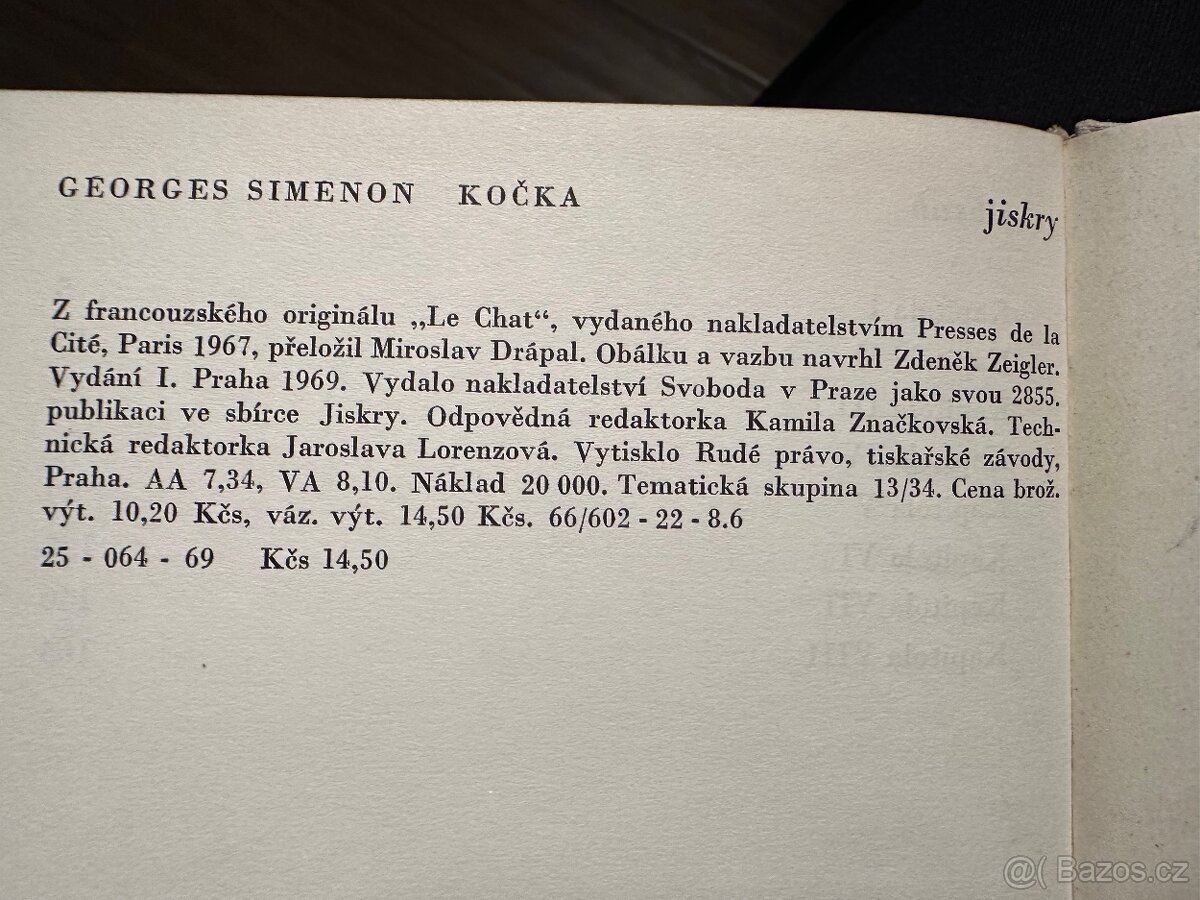 GEORGES SIMENON KOČKA
jiskry
Z francouzského originálu „Le Chat“, vydaného nakladatelstvím Presses de la
Cité, Paris 1967, přeložil Miroslav Drápal. Obálku a vazbu navrhl Zdeněk Zeigler.
Vydání I. Praha 1969. Vydalo nakladatelství Svoboda v Praze jako svou 2855.
publikaci ve sbírce Jiskry. Odpovědná redaktorka Kamila Značkovská. Tech-
nická redaktorka Jaroslava Lorenzová. Vytisklo Rudé právo, tiskařské závody,
Praha. AA 7,34, VA 8,10. Náklad 20 000. Tematická skupina 13/34. Cena brož.
výt. 10,20 Kčs, váz. výt. 14,50 Kčs. 66/602 - 22 - 8.6
25 - 064 - 69 Kčs 14,50
Bazos.cz